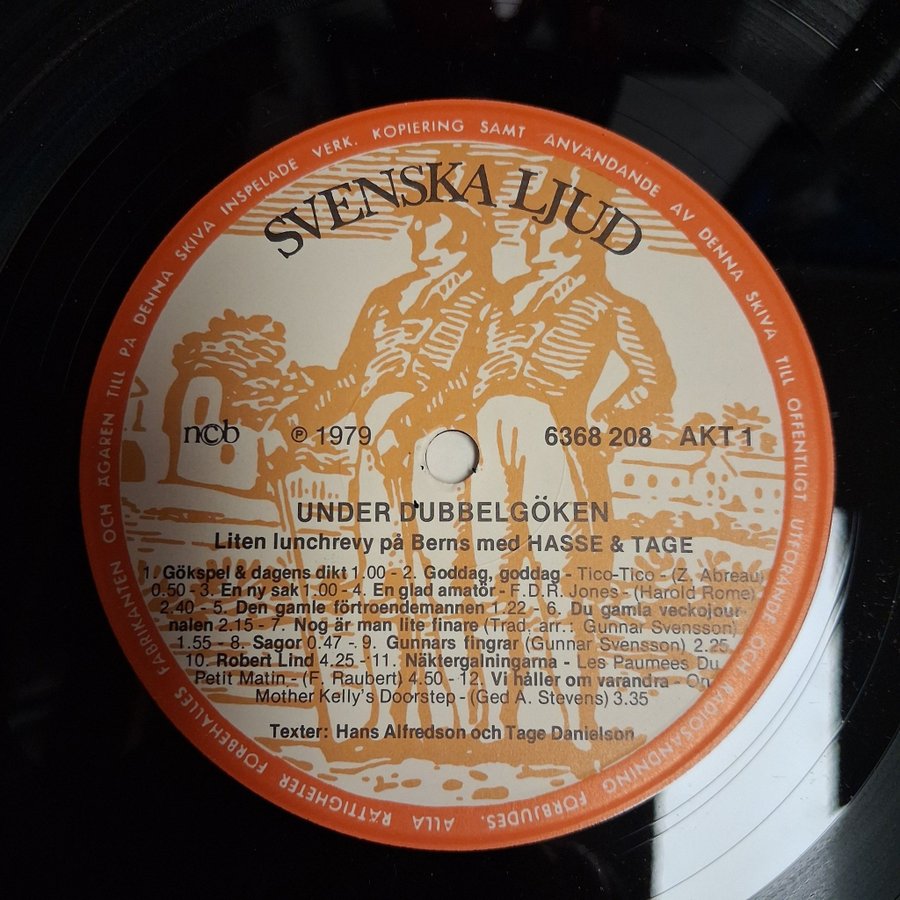 SVENSKA LJUD
ncb ℗ 1979 6368 208 AKT 1
UNDER DUBBELGÖKEN
Liten lunchrevy på Berns med HASSE & TAGE
1. Gökspel & dagens dikt 1.00 - 2. Goddag, goddag - Tico-Tico - (Z. Abreau)
0.50 - 3. En ny sak 1.00 - 4. En glad amatör - F.D.R. Jones - (Harold Rome)
2.40 - 5. Den gamle förtroendemannen 1.22 - 6. Du gamla veckojour-
nalen 2.15 - 7. Nog är man lite finare (Trad. arr.: Gunnar Svensson)
1.55 - 8. Sagor 0.47 - 9. Gunnars fingrar (Gunnar Svensson) 2.25
10. Robert Lind 4.25 - 11. Näktergalningarna - Les Paumees Du
Petit Matin - (F. Raubert) 4.50 - 12. Vi håller om varandra - On
Mother Kelly's Doorstep - (Ged A. Stevens) 3.35
Texter: Hans Alfredson och Tage Danielson
ALLA RÄTTIGHETER FÖRBEHÅLLES FABRIKANTEN OCH ÄGAREN TILL PÅ DENNA SKIVA INSPELADE VERK. KOPIERING SAMT ANVÄNDANDE AV DENNA SKIVA TILL OFFENTLIGT UTFÖRANDE OCH RADIOSÄNDNING FÖRBJUDES.